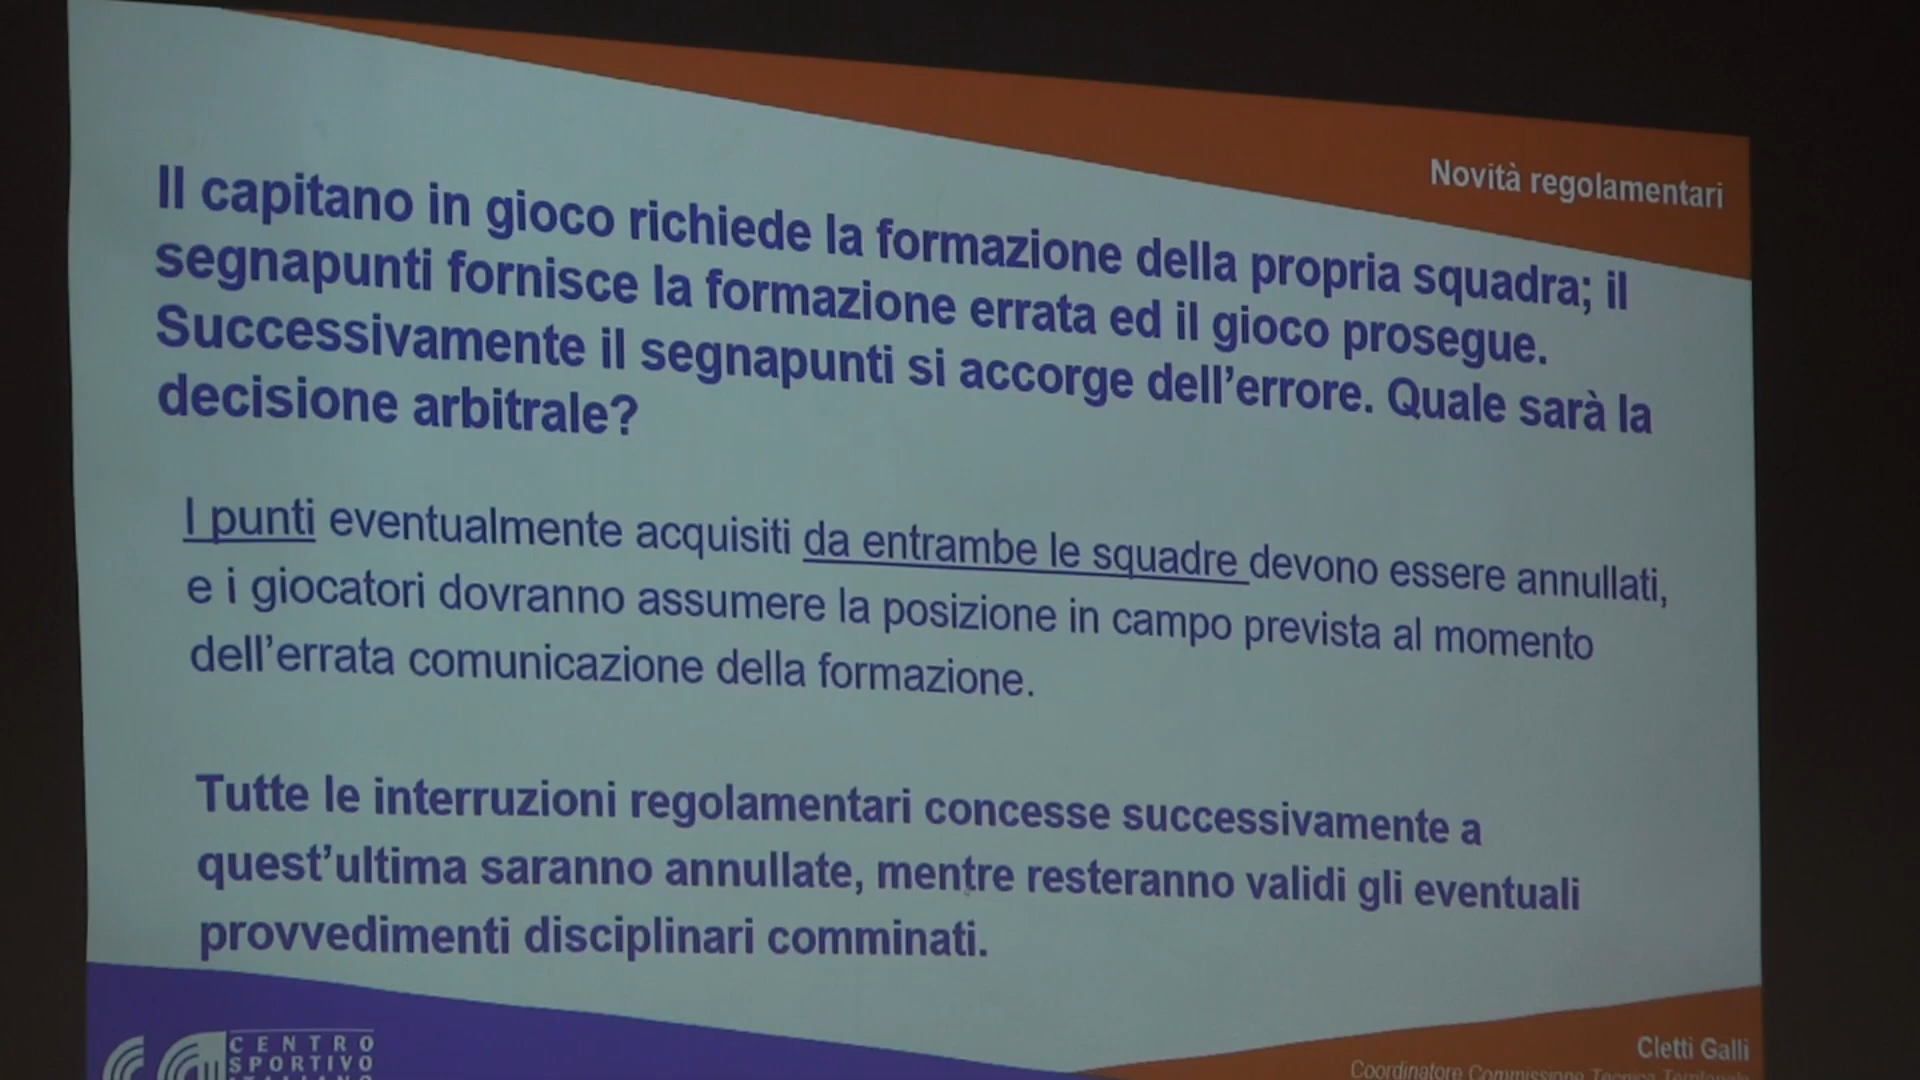 Novità regolamentari
Il capitano in gioco richiede la formazione della propria squadra; il
segnapunti fornisce la formazione errata ed il gioco prosegue.
Successivamente il segnapunti si accorge dell'errore. Quale sarà la
decisione arbitrale?
I punti eventualmente acquisiti da entrambe le squadre devono essere annullati,
e i giocatori dovranno assumere la posizione in campo prevista al momento
dell'errata comunicazione della formazione.
Tutte le interruzioni regolamentari concesse successivamente a
quest'ultima saranno annullate, mentre resteranno validi gli eventuali
provvedimenti disciplinari comminati.
CENTRO
SPORTIVO
Cletti Galli
Coordinatore Commissione Tecnica